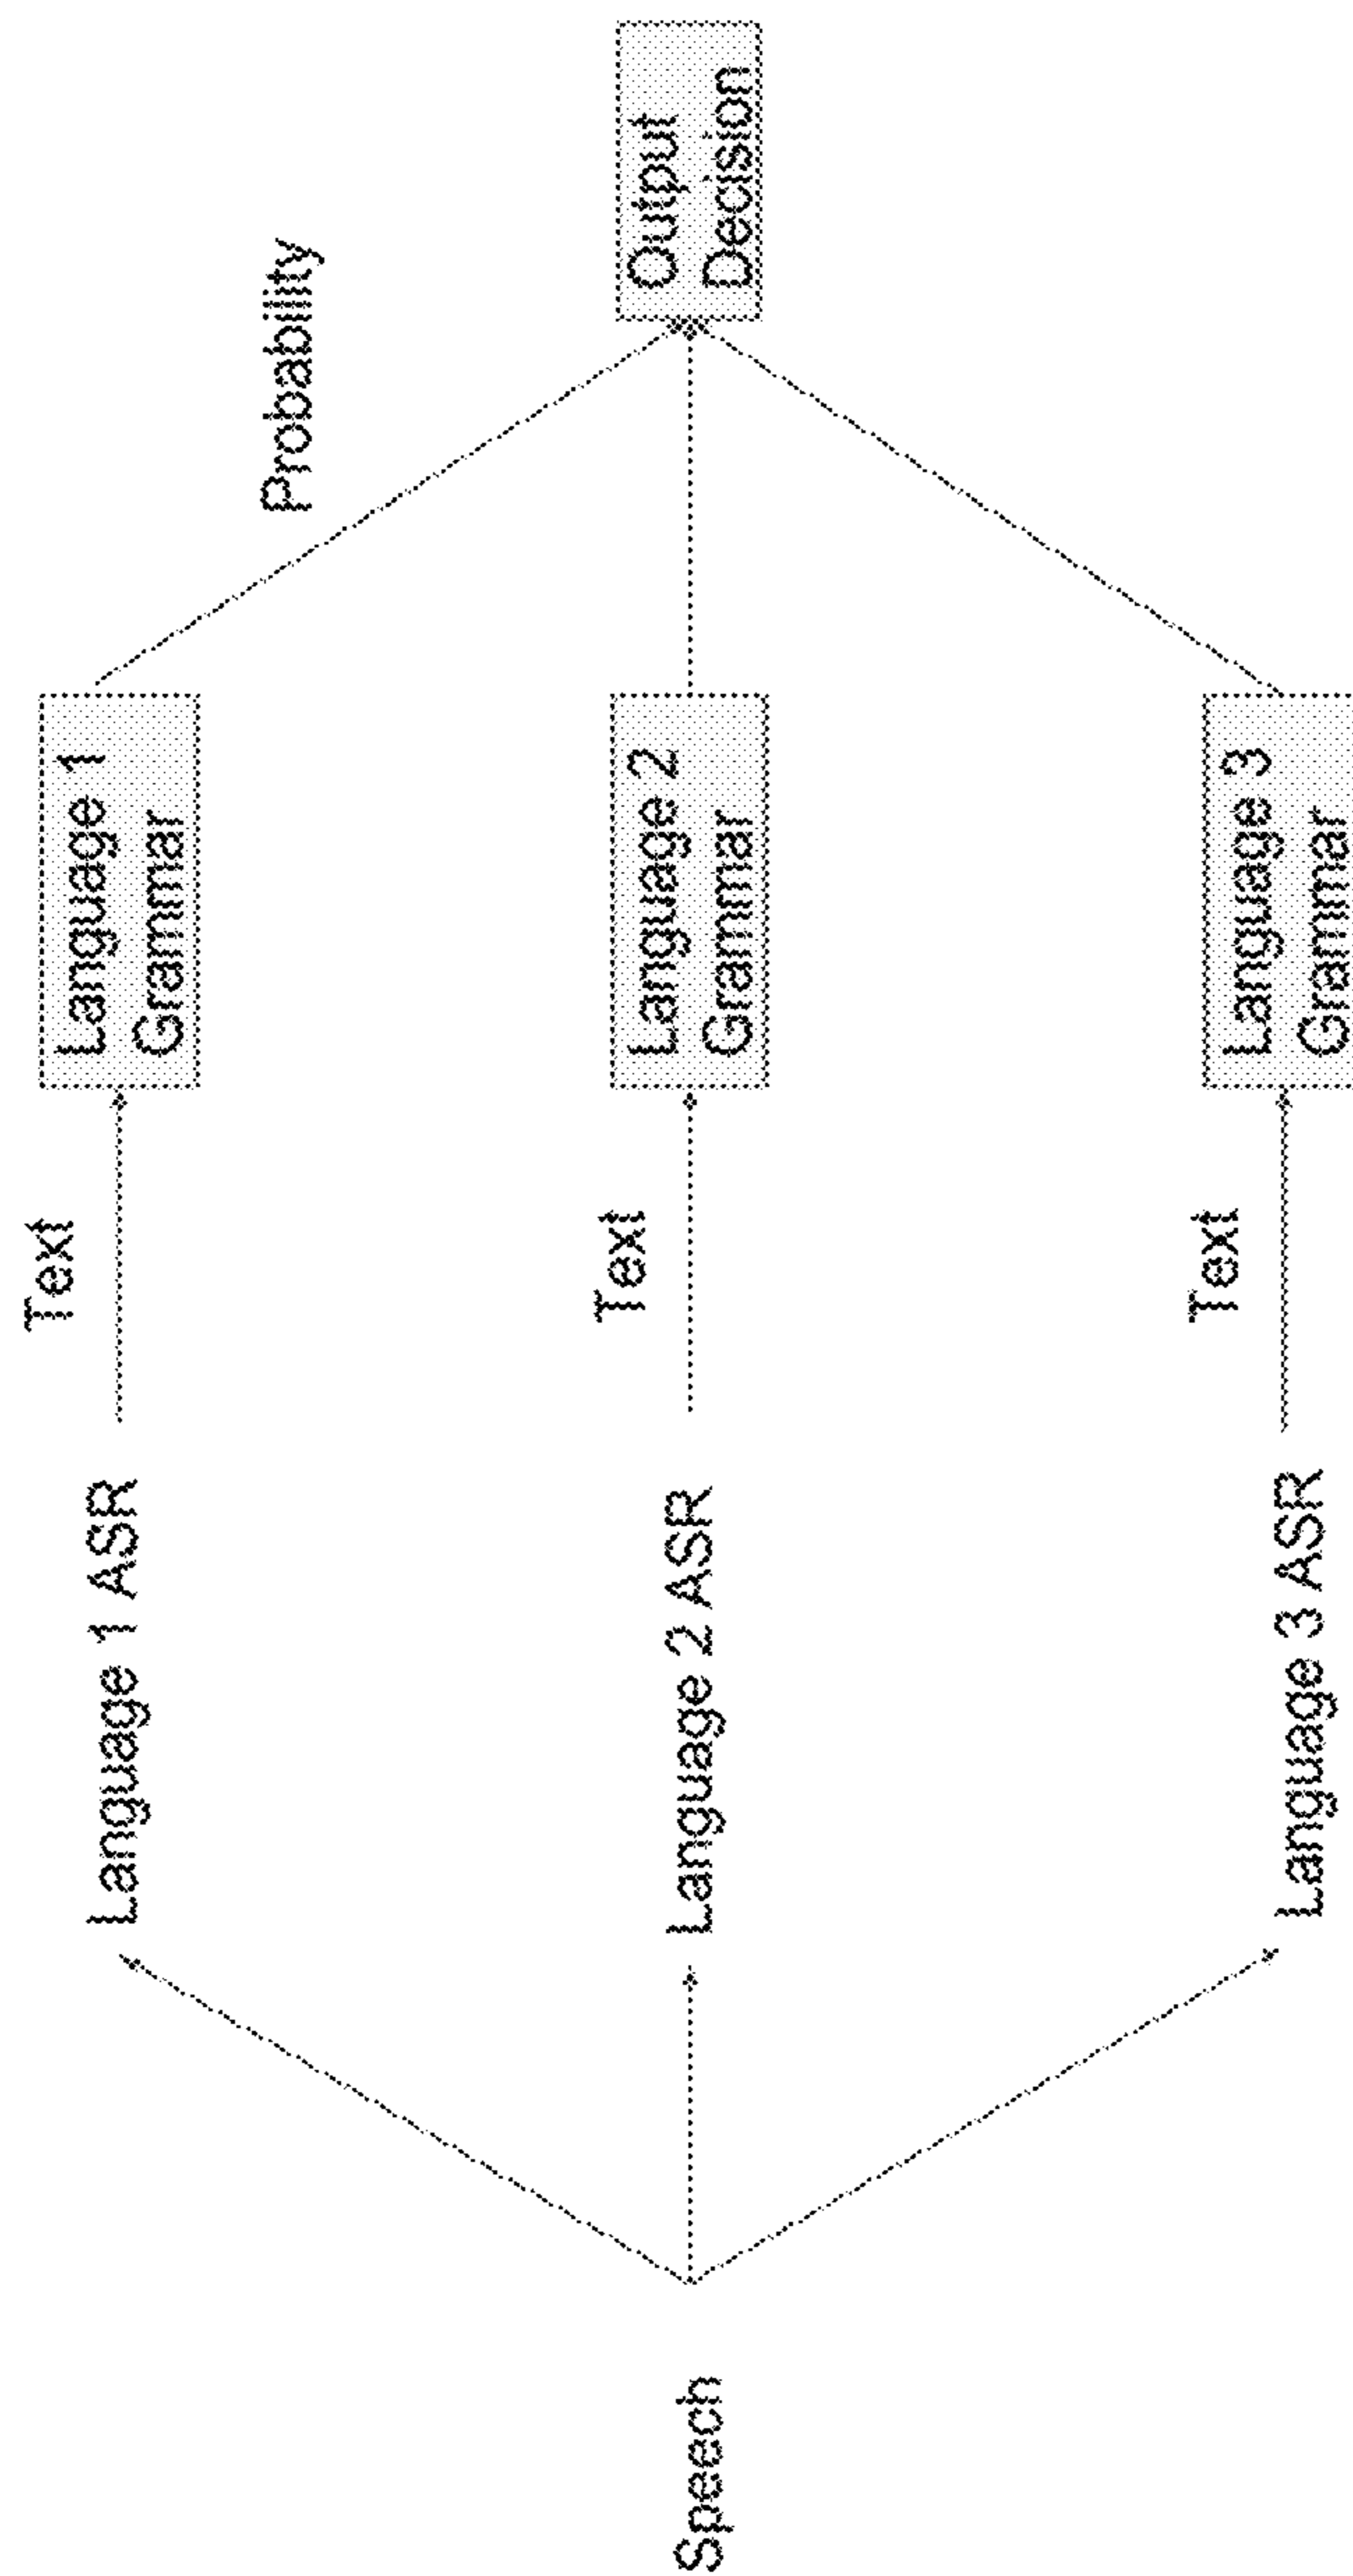 Speech
Language 1 ASR
Text
Language 1
Grammar
Probability
Language 2 ASR
Text
Language 2
Grammar
Output
Decision
Language 3 ASR
Text
Language 3
Grammar